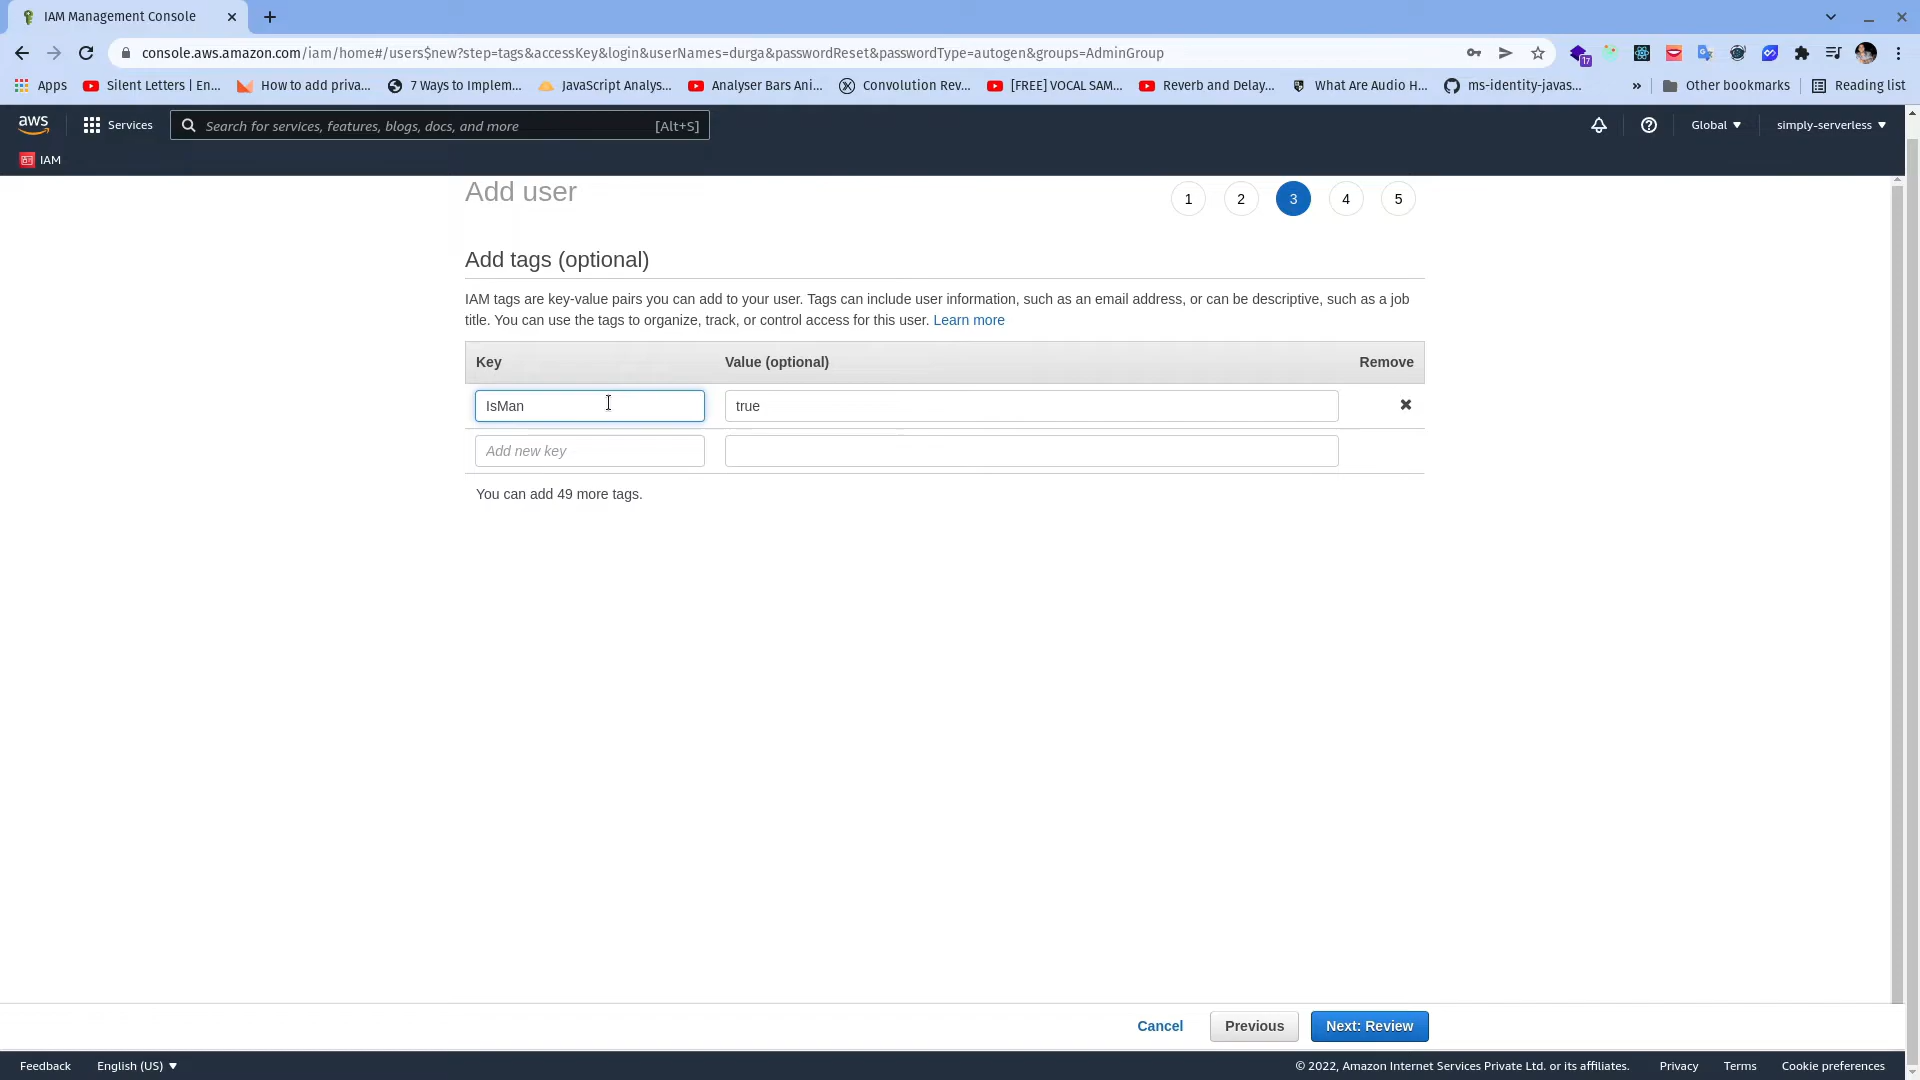 IAM Management Console
console.aws.amazon.com/iam/home#/users$new?step=tags&accessKey&login&userNames=durga&passwordReset&passwordType=autogen&groups=AdminGroup
17
Apps Silent Letters | En... How to add priva... 7 Ways to Implem... JavaScript Analys... Analyser Bars Ani... Convolution Rev... [FREE] VOCAL SAM... Reverb and Delay... What Are Audio H... ms-identity-javas... » Other bookmarks Reading list
aws Services Search for services, features, blogs, docs, and more [Alt+S] Global simply-serverless
IAM
Add user 1 2 3 4 5
Add tags (optional)
IAM tags are key-value pairs you can add to your user. Tags can include user information, such as an email address, or can be descriptive, such as a job
title. You can use the tags to organize, track, or control access for this user. Learn more
Key Value (optional) Remove
IsMan true
Add new key
You can add 49 more tags.
Cancel Previous Next: Review
Feedback English (US) © 2022, Amazon Internet Services Private Ltd. or its affiliates. Privacy Terms Cookie preferences